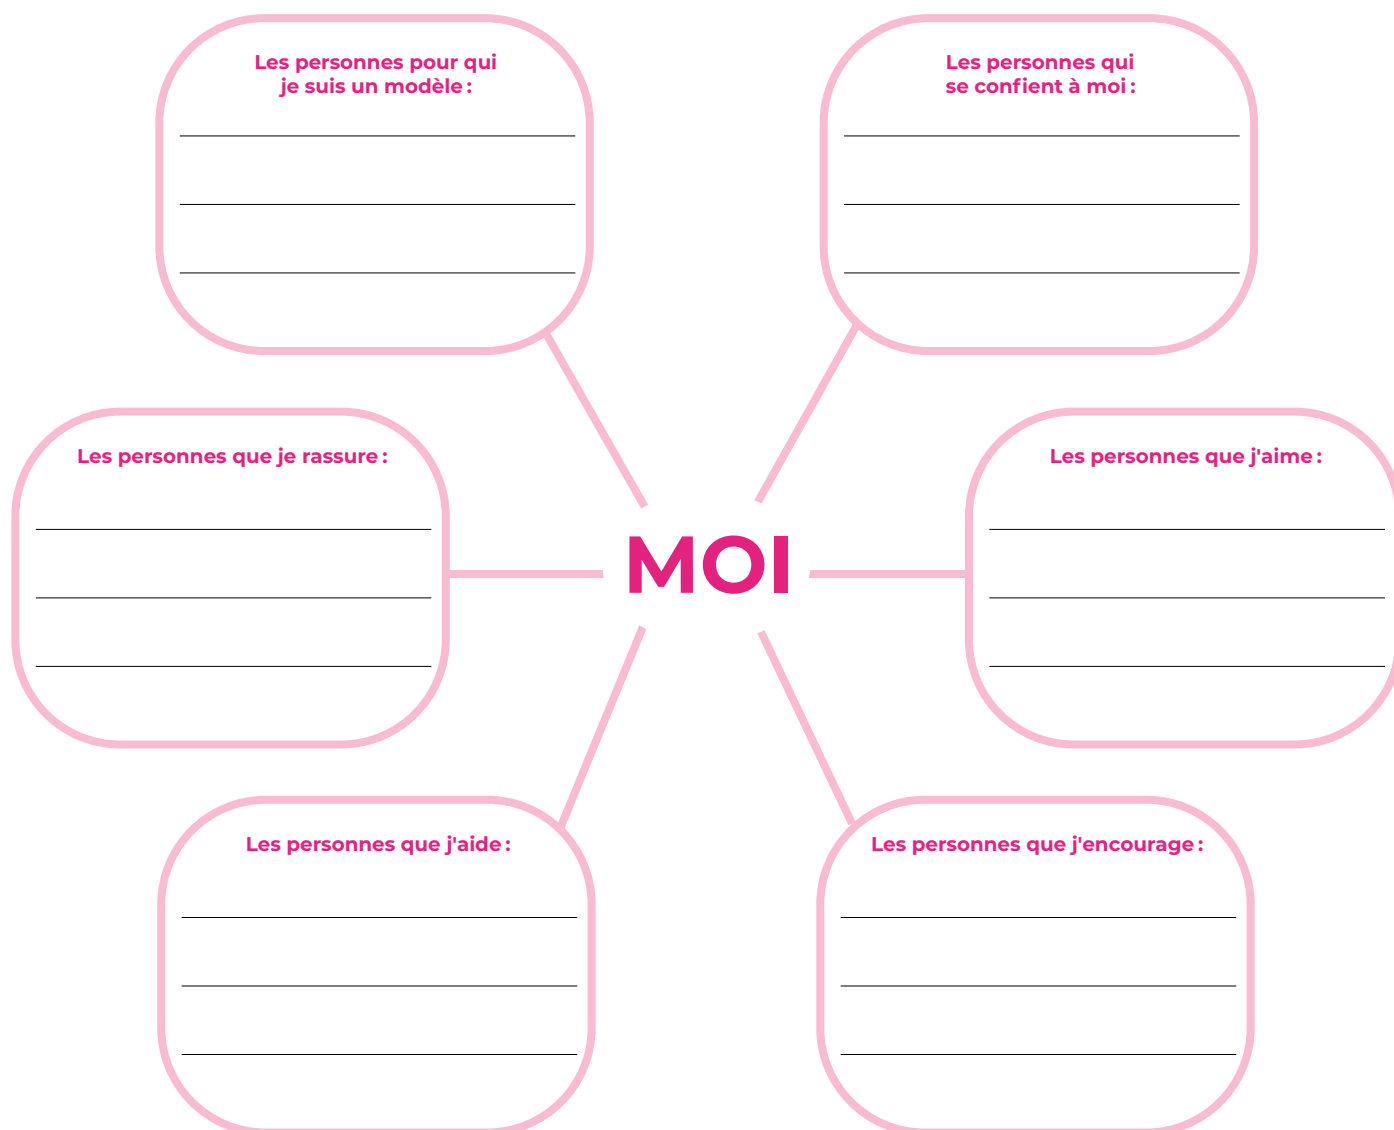 Les personnes pour qui
je suis un modèle :
Les personnes qui
se confient à moi :
Les personnes que je rassure :
Les personnes que j'aime :
MOI
Les personnes que j'aide :
Les personnes que j'encourage :